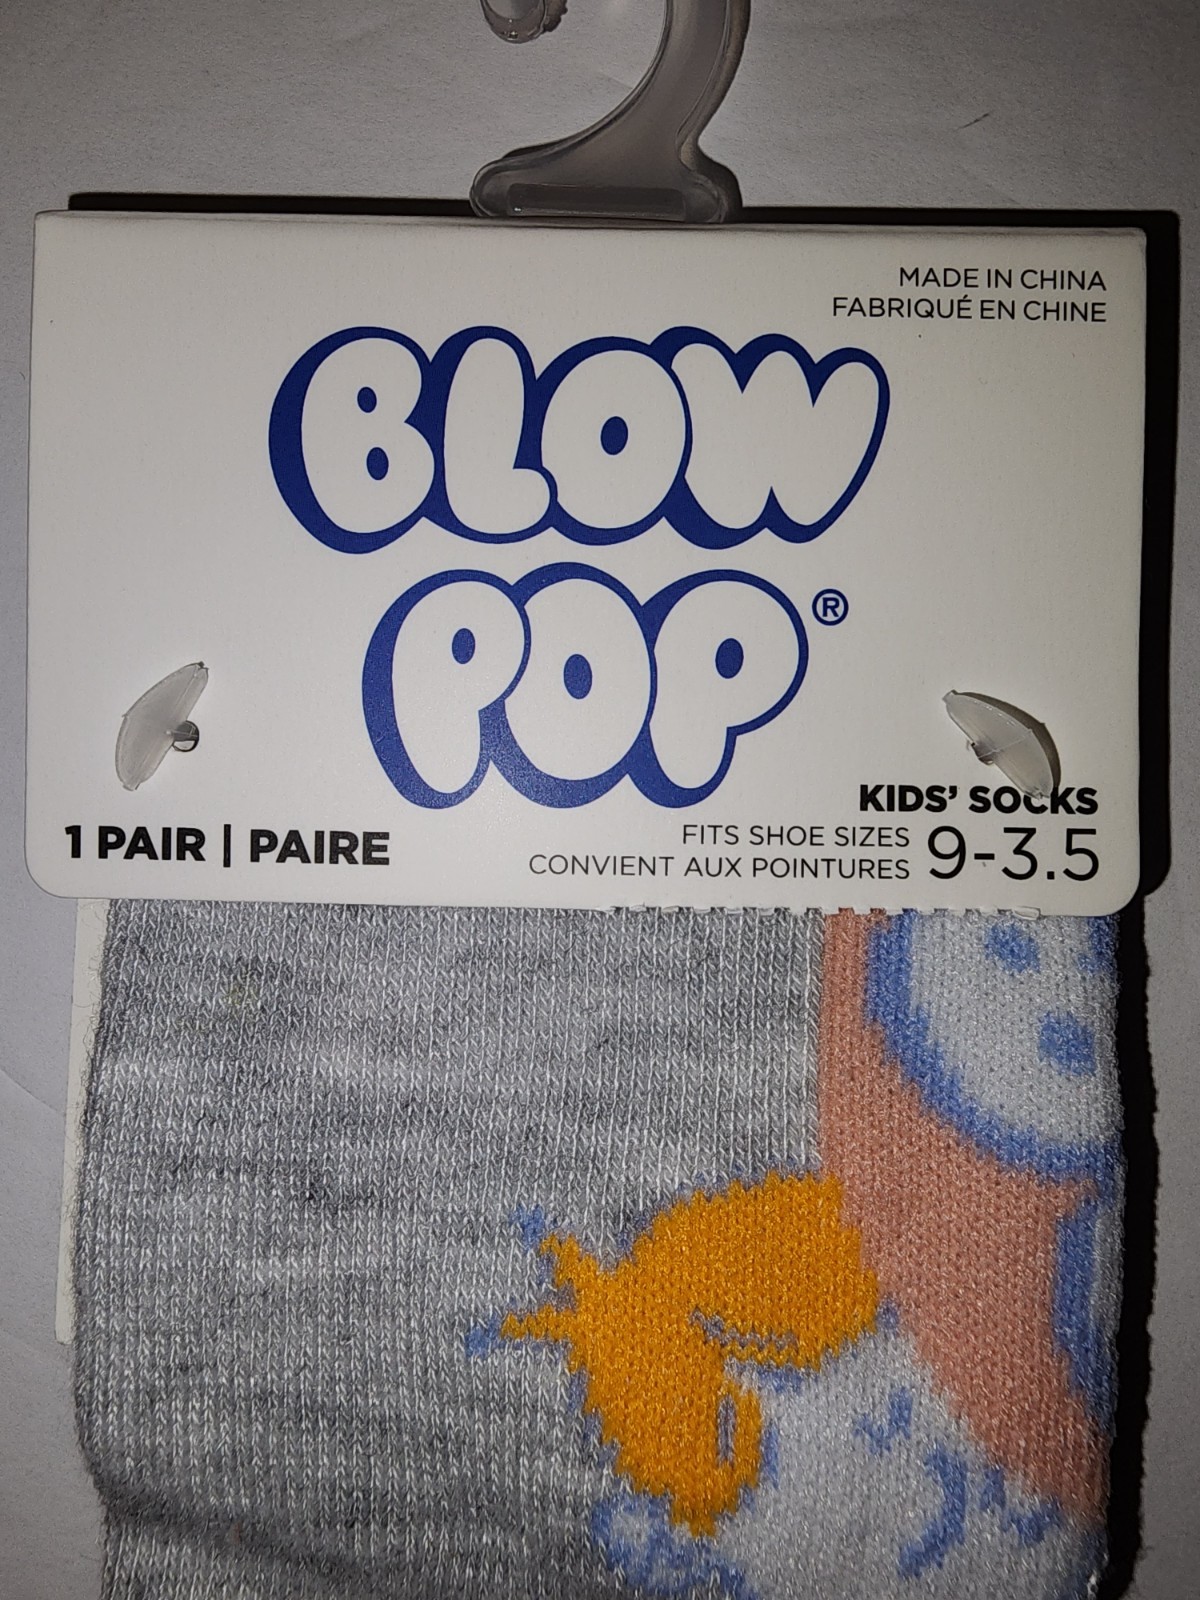 MADE IN CHINA
FABRIQUÉ EN CHINE
BLOW
POP®
KIDS' SOCKS
1 PAIR | PAIRE
FITS SHOE SIZES
CONVIENT AUX POINTURES
9-3.5